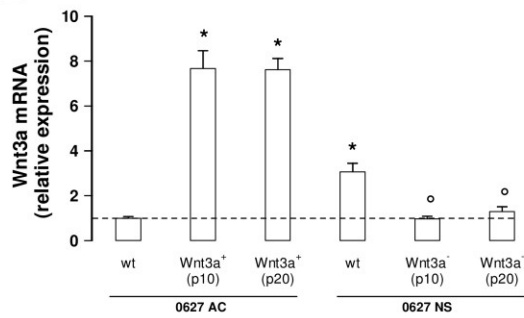 Wnt3a mRNA
(relative expression)
10
8
6
4
2
0
*
*
*
°
°
wt
Wnt3a⁺
(p10)
Wnt3a⁺
(p20)
wt
Wnt3a⁻
(p10)
Wnt3a⁻
(p20)
0627 AC
0627 NS